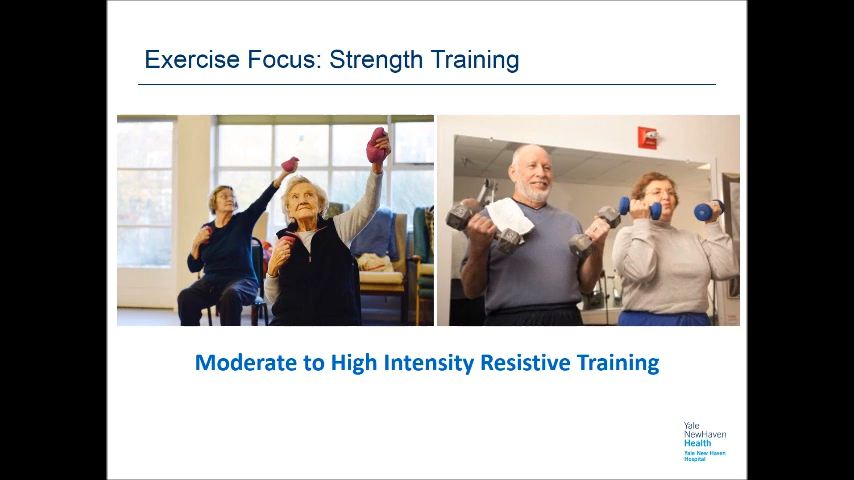 Exercise Focus: Strength Training
Moderate to High Intensity Resistive Training
Yale
NewHaven
Health
Yale New Haven
Hospital